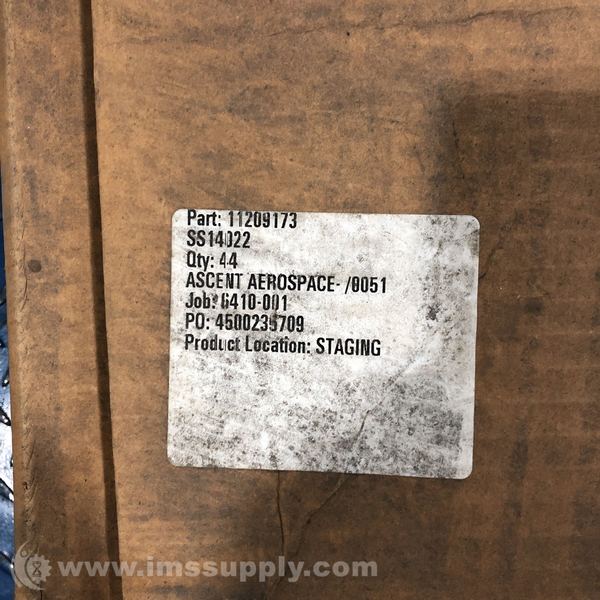 Part: 11209173
SS14022
Qty: 44
ASCENT AEROSPACE- /0051
Job: 6410-001
PO: 4500235709
Product Location: STAGING
www.imssupply.com